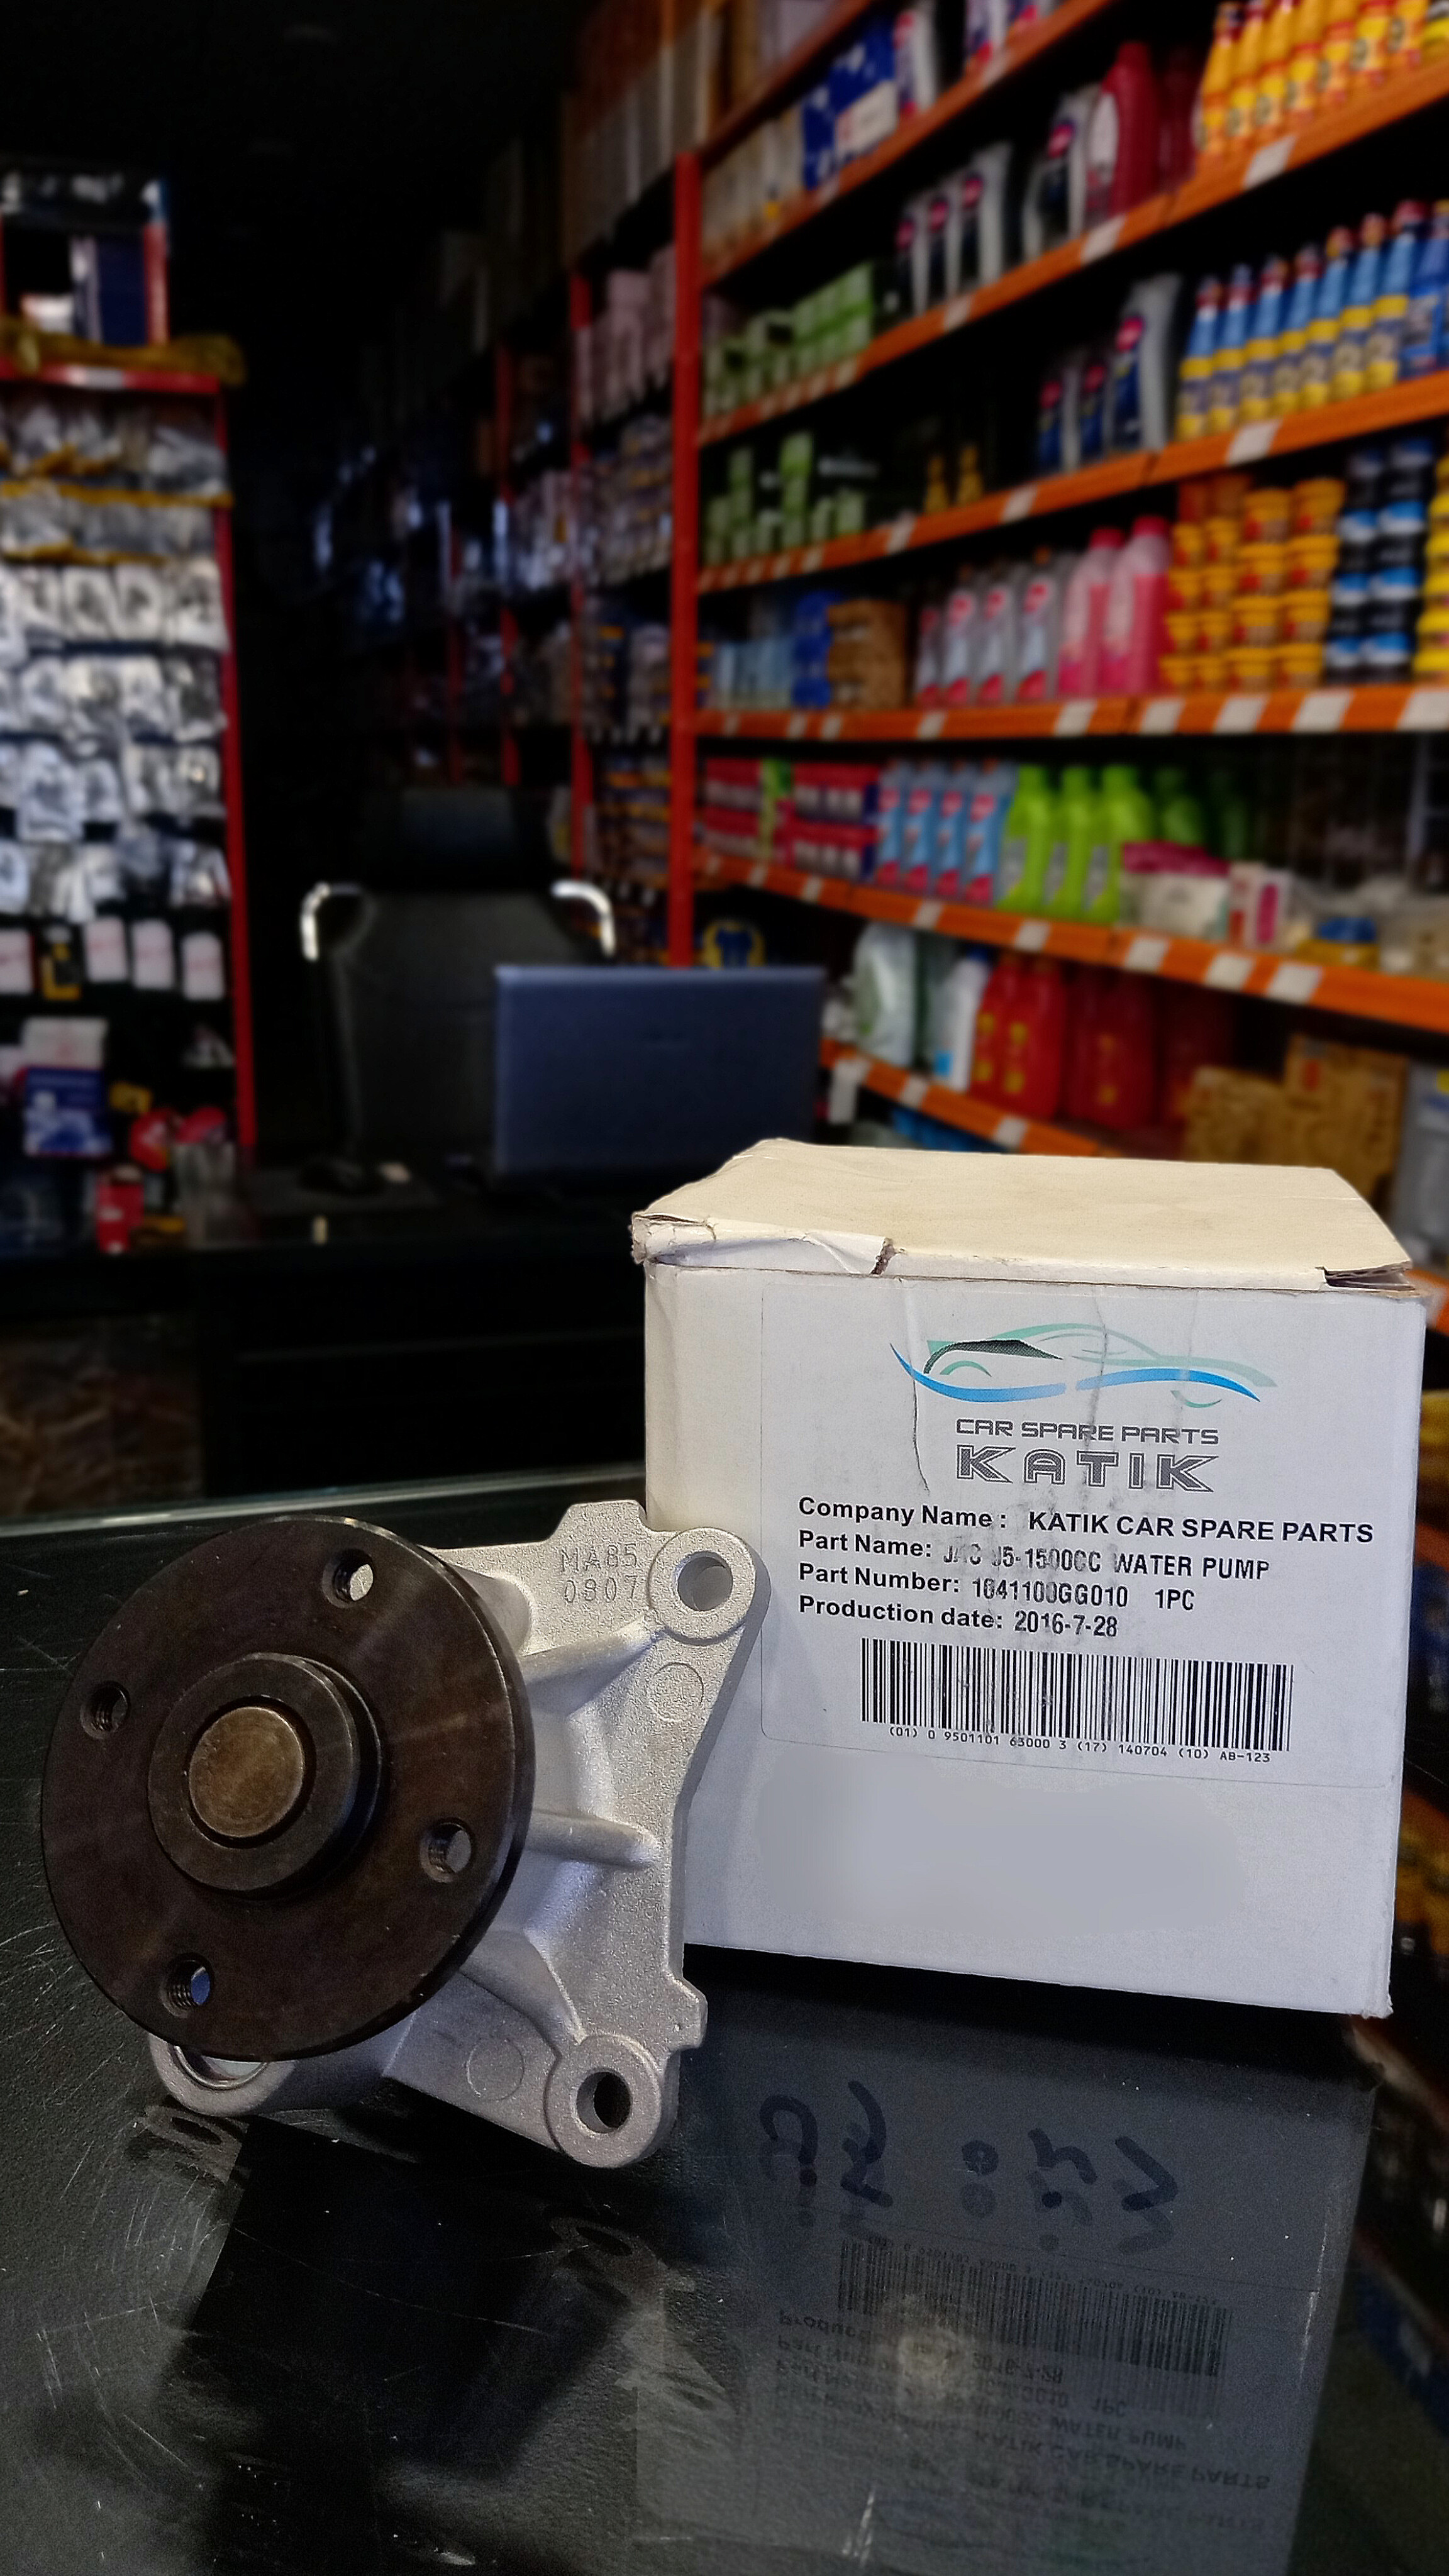 CAR SPARE PARTS
KATIK
Company Name : KATIK CAR SPARE PARTS
Part Name: JAC J5-1500CC WATER PUMP
Part Number: 1041100GG010 1PC
Production date: 2016-7-28
(01) 0 9501101 63000 3 (17) 140704 (10) AB-123
MA85
0807